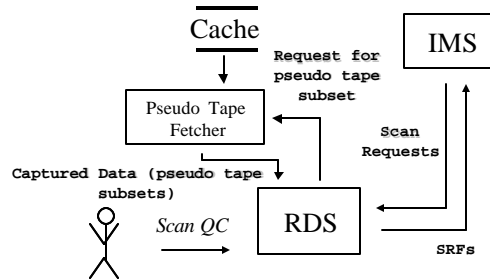 Cache
IMS
Request for
pseudo tape
subset
Pseudo Tape
Fetcher
Scan
Requests
Captured Data (pseudo tape
subsets)
Scan QC
RDS
SRFs